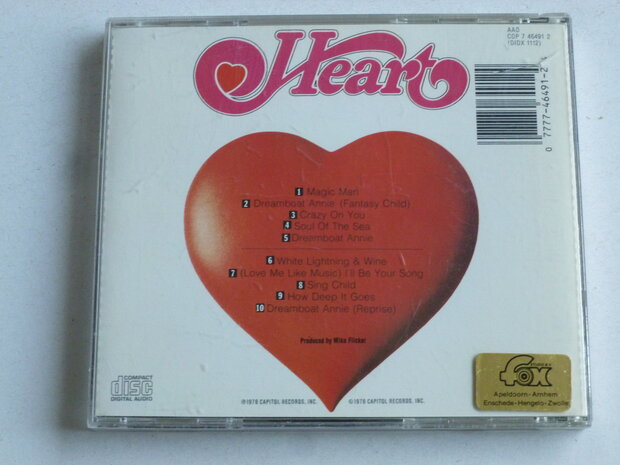 Heart
AAD
CDP 7 46491 2
(DIDX 1112)
0 7777-46491-2
1 Magic Man
2 Dreamboat Annie (Fantasy Child)
3 Crazy On You
4 Soul Of The Sea
5 Dreamboat Annie
6 White Lightning & Wine
7 (Love Me Like Music) I'll Be Your Song
8 Sing Child
9 How Deep It Goes
10 Dreamboat Annie (Reprise)
Produced by Mike Flicker
COMPACT
disc
DIGITAL AUDIO
℗1976 CAPITOL RECORDS, INC. ©1976 CAPITOL RECORDS, INC.
fox
Apeldoorn - Arnhem
Enschede - Hengelo - Zwolle